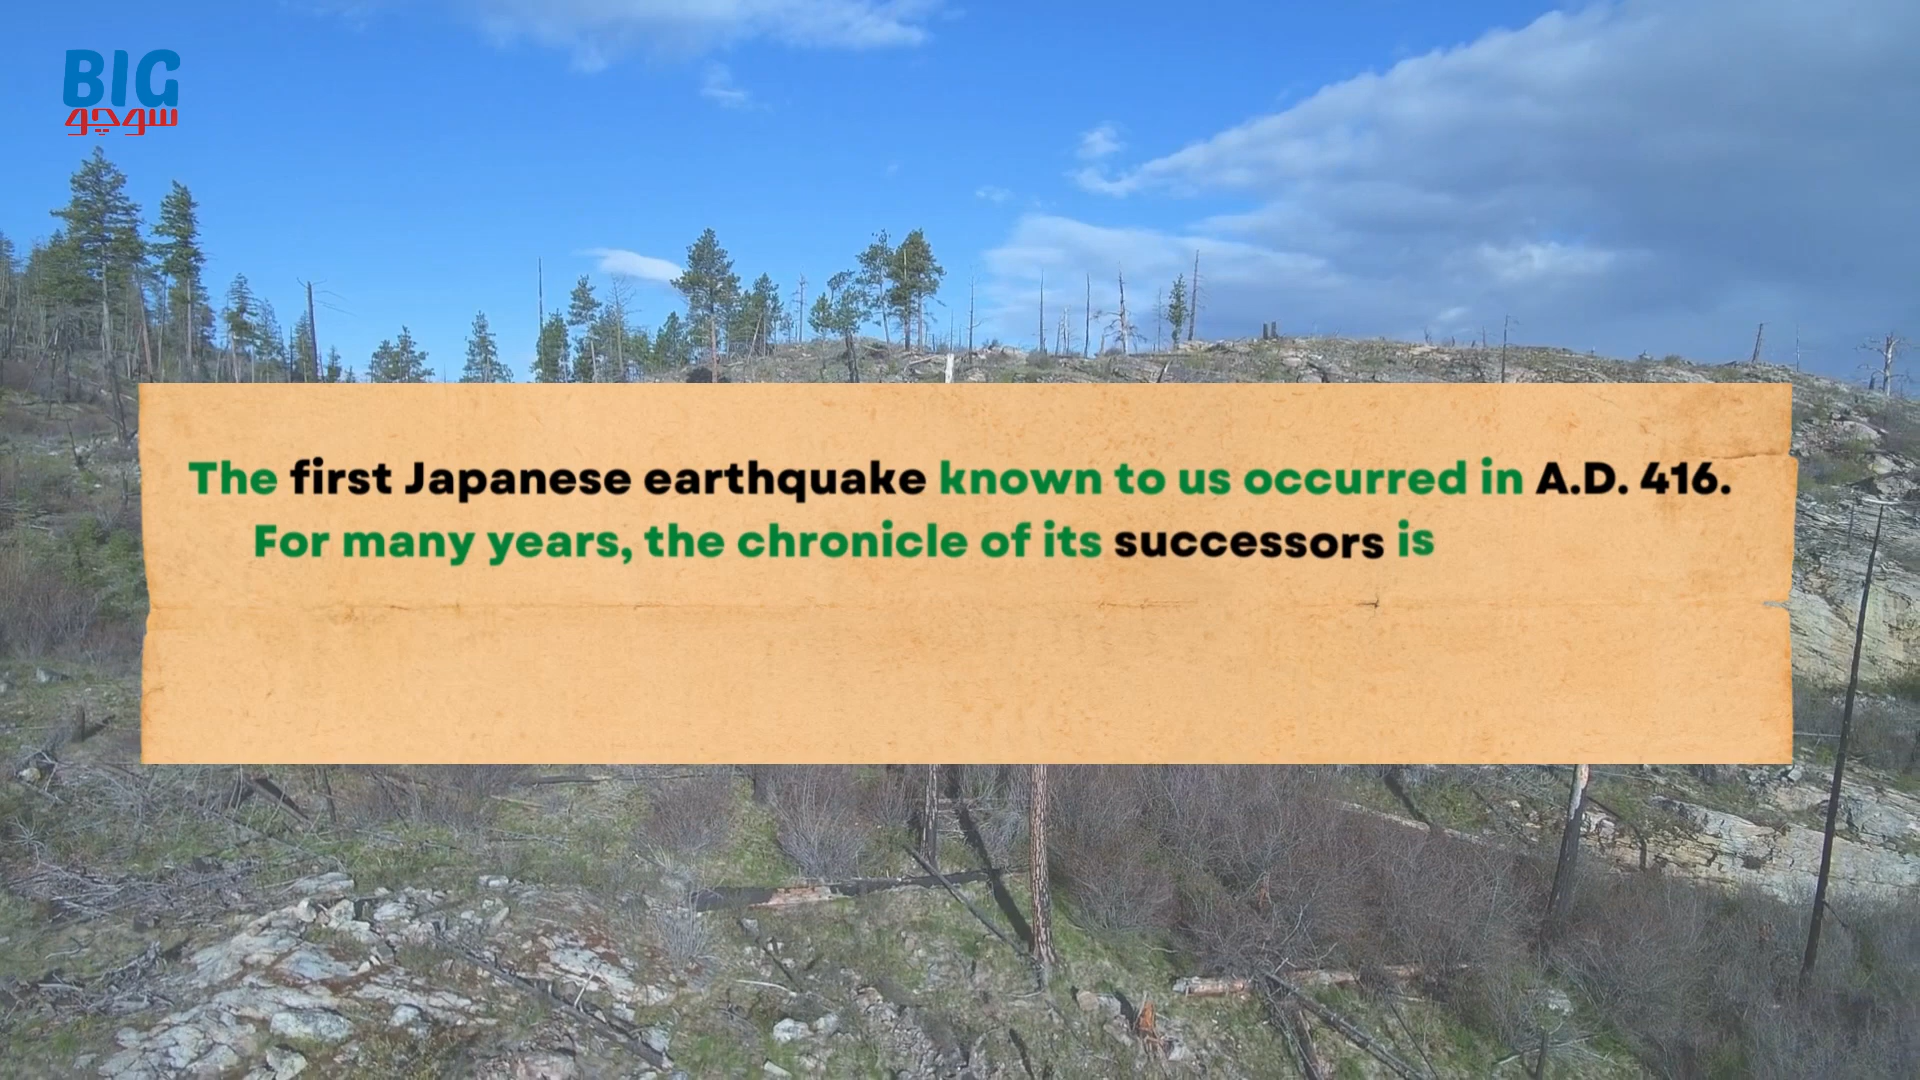 BIG
سوچو
The first Japanese earthquake known to us occurred in A.D. 416.
For many years, the chronicle of its successors is